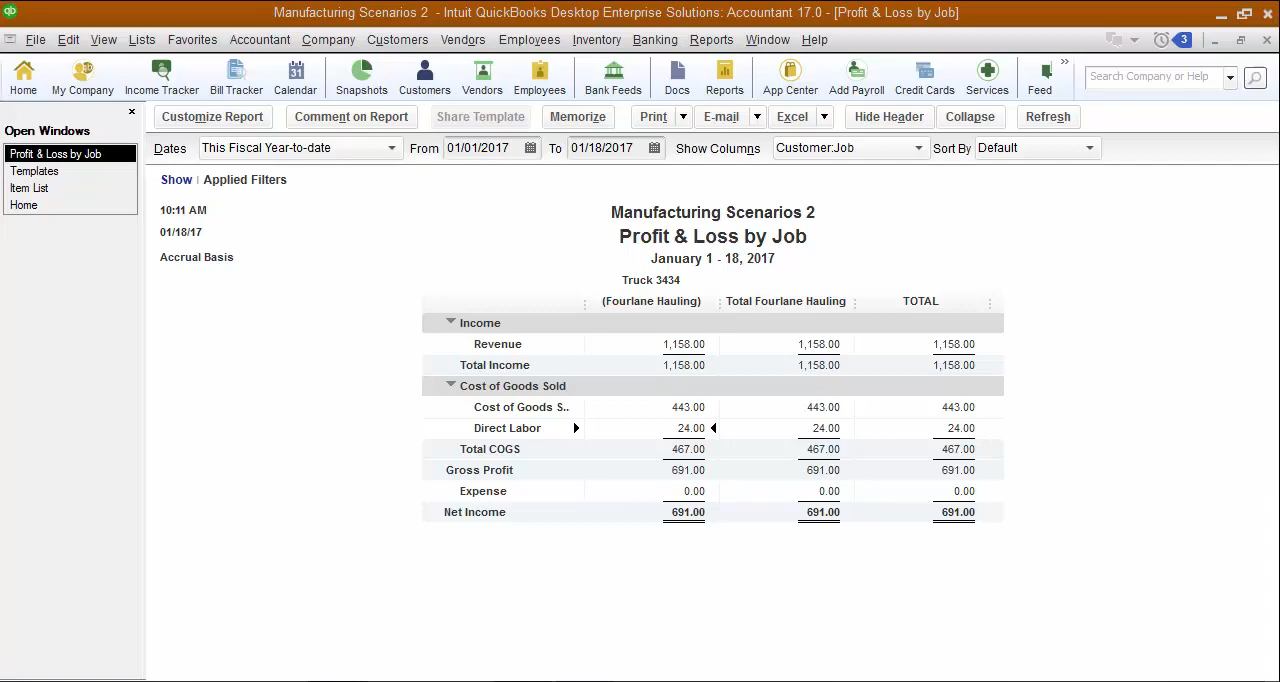 Manufacturing Scenarios 2 - Intuit QuickBooks Desktop Enterprise Solutions: Accountant 17.0 - [Profit & Loss by Job]
File Edit View Lists Favorites Accountant Company Customers Vendors Employees Inventory Banking Reports Window Help 3
Home My Company Income Tracker Bill Tracker Calendar Snapshots Customers Vendors Employees Bank Feeds Docs Reports App Center Add Payroll Credit Cards Services Feed Search Company or Help
Open Windows
Profit & Loss by Job
Templates
Item List
Home
Customize Report Comment on Report Share Template Memorize Print E-mail Excel Hide Header Collapse Refresh
Dates This Fiscal Year-to-date From 01/01/2017 To 01/18/2017 Show Columns Customer:Job Sort By Default
Show | Applied Filters
10:11 AM
01/18/17
Accrual Basis
Manufacturing Scenarios 2
Profit & Loss by Job
January 1 - 18, 2017
Truck 3434
(Fourlane Hauling) Total Fourlane Hauling TOTAL
Income
Revenue 1,158.00 1,158.00 1,158.00
Total Income 1,158.00 1,158.00 1,158.00
Cost of Goods Sold
Cost of Goods S.. 443.00 443.00 443.00
Direct Labor 24.00 24.00 24.00
Total COGS 467.00 467.00 467.00
Gross Profit 691.00 691.00 691.00
Expense 0.00 0.00 0.00
Net Income 691.00 691.00 691.00